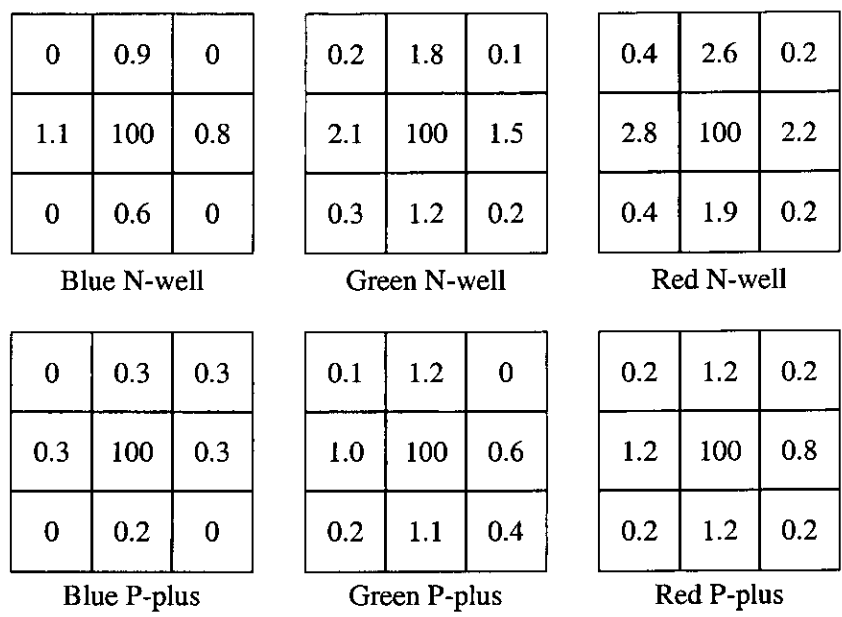 0 0.9 0 0.2 1.8 0.1 0.4 2.6 0.2
1.1 100 0.8 2.1 100 1.5 2.8 100 2.2
0 0.6 0 0.3 1.2 0.2 0.4 1.9 0.2
Blue N-well Green N-well Red N-well
0 0.3 0.3 0.1 1.2 0 0.2 1.2 0.2
0.3 100 0.3 1.0 100 0.6 1.2 100 0.8
0 0.2 0 0.2 1.1 0.4 0.2 1.2 0.2
Blue P-plus Green P-plus Red P-plus